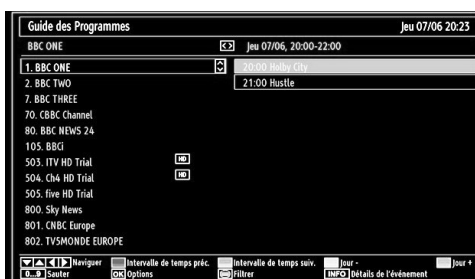 Guide des Programmes Jeu 07/06 20:23
BBC ONE Jeu 07/06, 20:00-22:00
1. BBC ONE 20:00 Holby City
2. BBC TWO 21:00 Hustle
7. BBC THREE
70. CBBC Channel
80. BBC NEWS 24
105. BBCi
503. ITV HD Trial HD
504. Ch4 HD Trial HD
505. five HD Trial
800. Sky News
801. CNBC Europe
802. TV5MONDE EUROPE
Naviguer Intervalle de temps préc. Intervalle de temps suiv. Jour - Jour +
0...9 Sauter OK Options Filtrer INFO Détails de l'événement